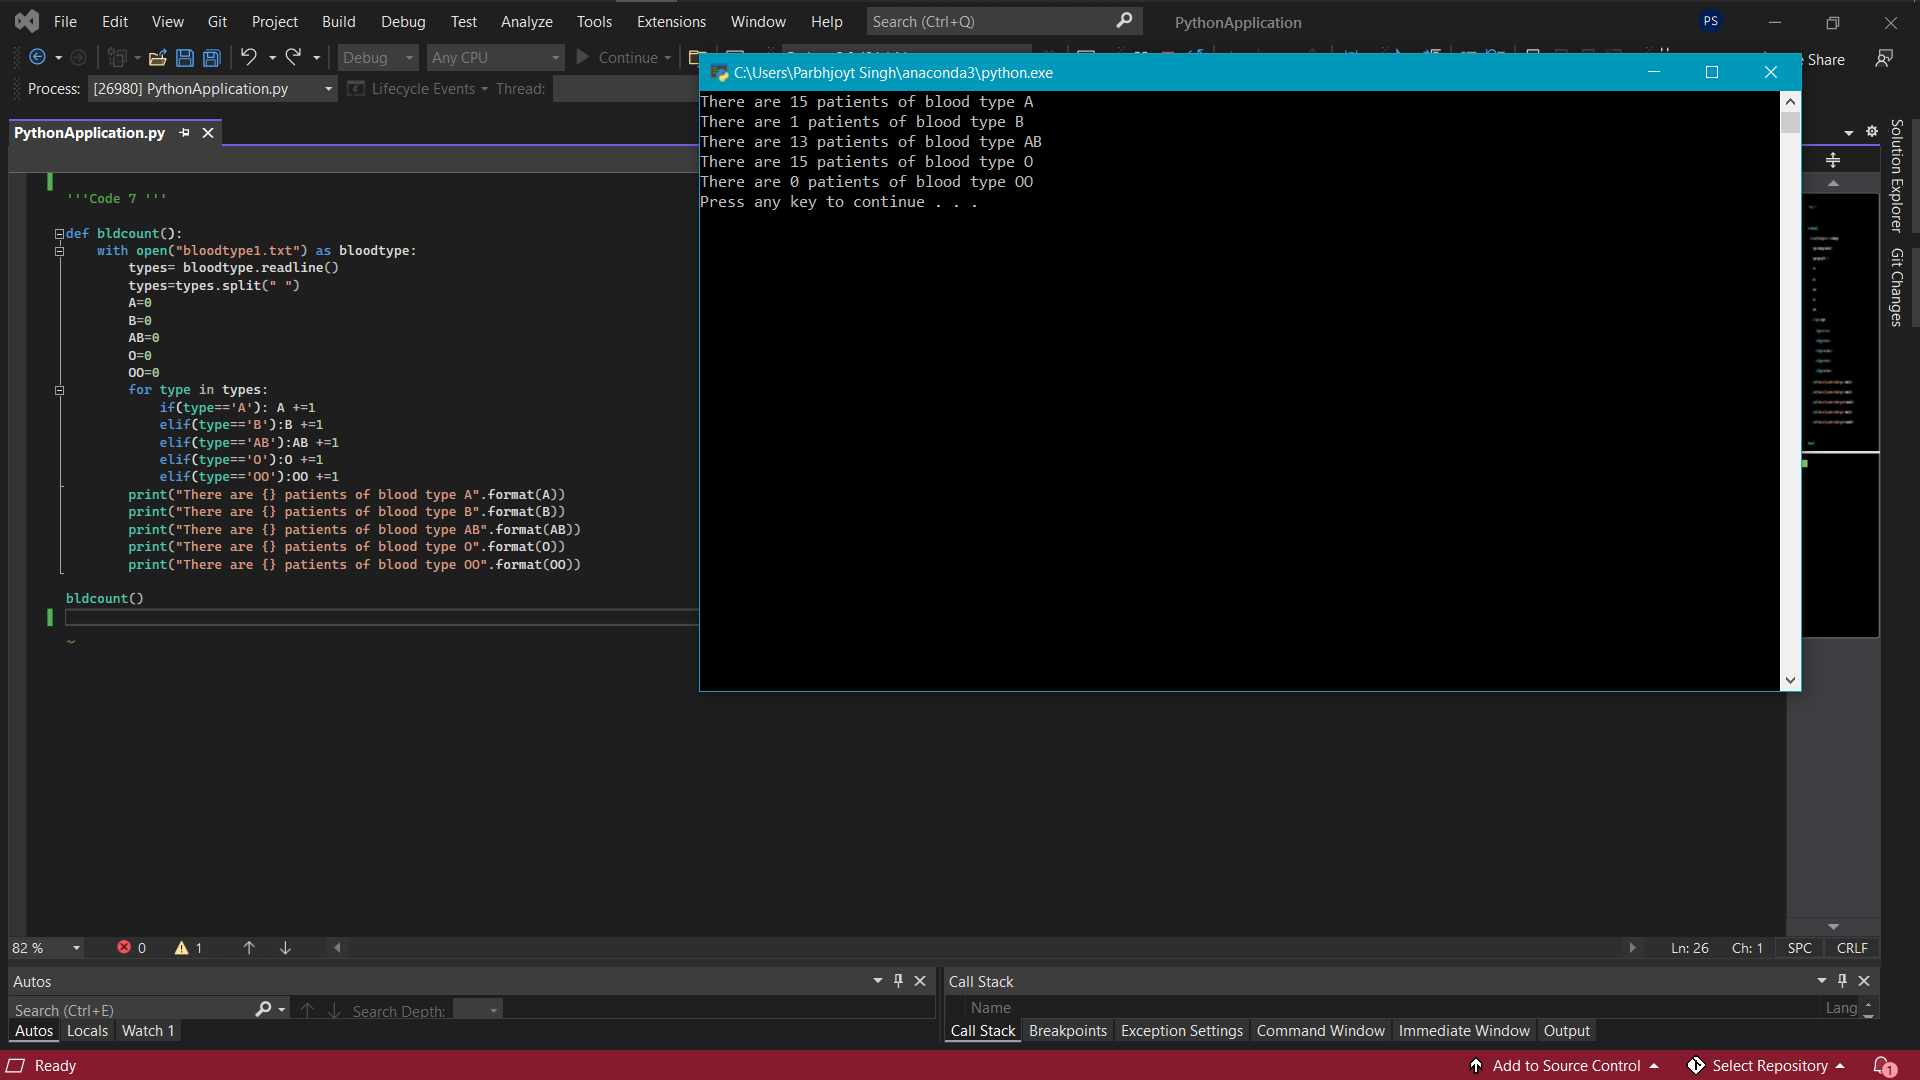 File Edit View Git Project Build Debug Test Analyze Tools Extensions Window Help Search (Ctrl+Q) PythonApplication PS
Debug Any CPU Continue
Share
Process: [26980] PythonApplication.py Lifecycle Events Thread:
C:\Users\Parbhjoyt Singh\anaconda3\python.exe
There are 15 patients of blood type A
There are 1 patients of blood type B
There are 13 patients of blood type AB
There are 15 patients of blood type O
There are 0 patients of blood type OO
Press any key to continue . . .
PythonApplication.py
'''Code 7 '''
def bldcount():
    with open("bloodtype1.txt") as bloodtype:
        types= bloodtype.readline()
        types=types.split(" ")
        A=0
        B=0
        AB=0
        O=0
        OO=0
        for type in types:
            if(type=='A'): A +=1
            elif(type=='B'):B +=1
            elif(type=='AB'):AB +=1
            elif(type=='O'):O +=1
            elif(type=='OO'):OO +=1
        print("There are {} patients of blood type A".format(A))
        print("There are {} patients of blood type B".format(B))
        print("There are {} patients of blood type AB".format(AB))
        print("There are {} patients of blood type O".format(O))
        print("There are {} patients of blood type OO".format(OO))
bldcount()
Solution Explorer
Git Changes
82 % 0 1 Ln: 26 Ch: 1 SPC CRLF
Autos
Search (Ctrl+E) Search Depth:
Autos Locals Watch 1
Call Stack
Name Lang
Call Stack Breakpoints Exception Settings Command Window Immediate Window Output
Ready Add to Source Control Select Repository 1